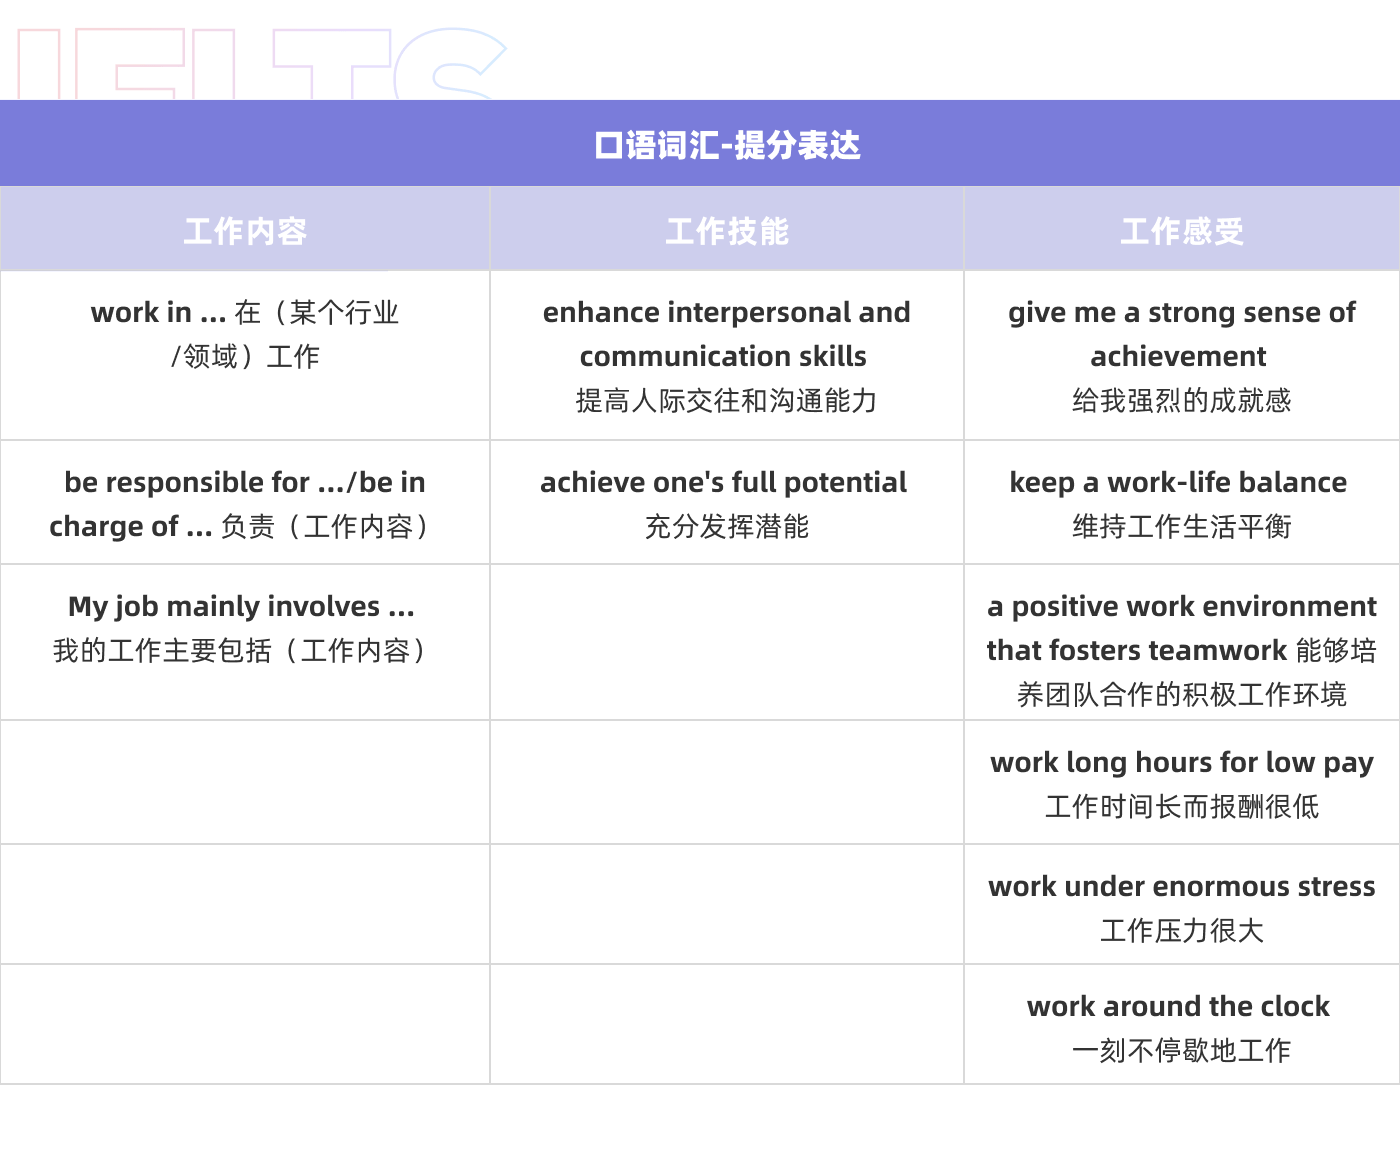 IELTS
口语词汇-提分表达
工作内容
工作技能
工作感受
work in ... 在（某个行业
/领域）工作
enhance interpersonal and
communication skills
提高人际交往和沟通能力
give me a strong sense of
achievement
给我强烈的成就感
be responsible for .../be in
charge of ... 负责（工作内容）
achieve one's full potential
充分发挥潜能
keep a work-life balance
维持工作生活平衡
My job mainly involves ...
我的工作主要包括（工作内容）
a positive work environment
that fosters teamwork 能够培
养团队合作的积极工作环境
work long hours for low pay
工作时间长而报酬很低
work under enormous stress
工作压力很大
work around the clock
一刻不停歇地工作